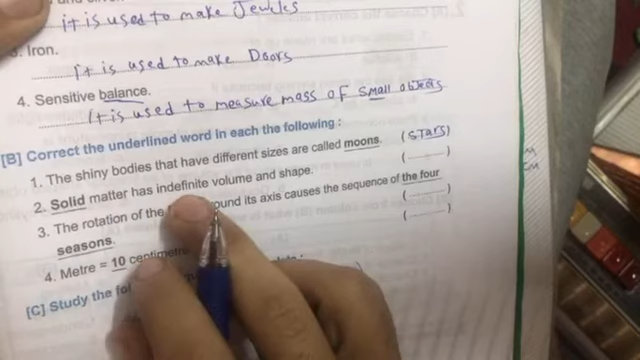 it is used to make Jewles
3. Iron.
it is used to make Doors
4. Sensitive balance.
It is used to measure mass of small objects
[B] Correct the underlined word in each the following :
1. The shiny bodies that have different sizes are called moons. (stars)
2. Solid matter has indefinite volume and shape. ( )
3. The rotation of the around its axis causes the sequence of the four
seasons. ( )
4. Metre = 10 centimetre ( )
[C] Study the